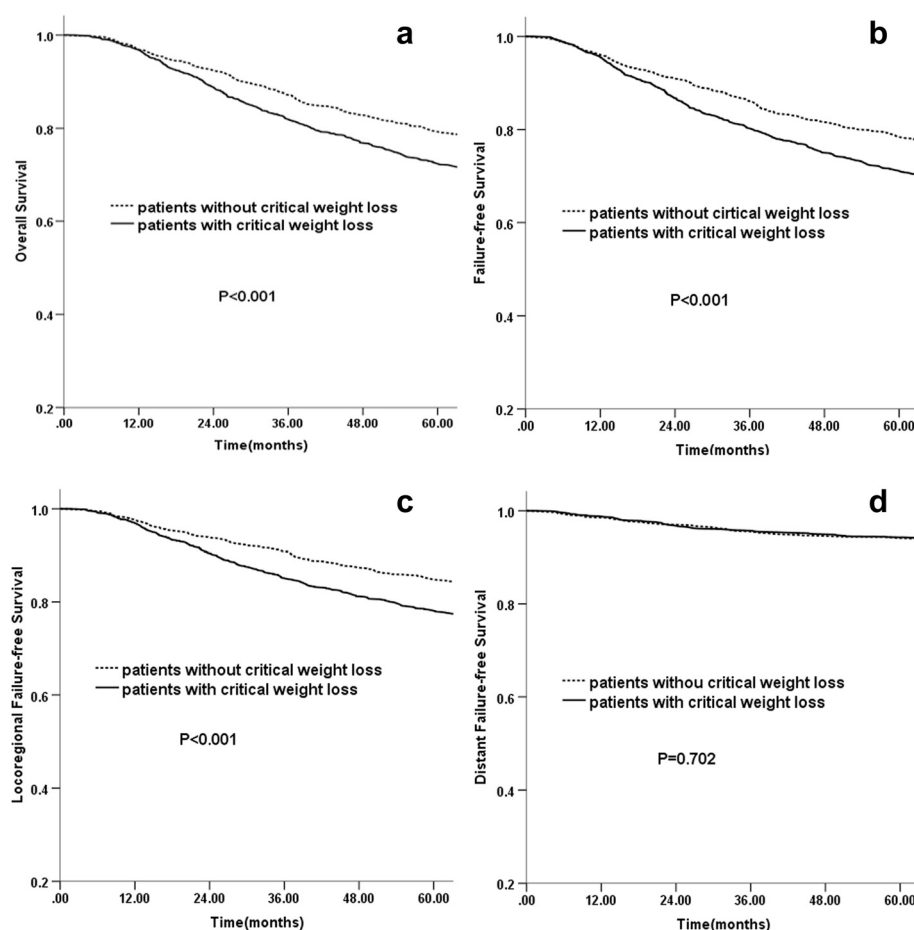 a
1.0
0.8
0.6
0.4
0.2
Overall Survival
patients without critical weight loss
patients with critical weight loss
P<0.001
.00 12.00 24.00 36.00 48.00 60.00
Time(months)
b
1.0
0.8
0.6
0.4
0.2
Failure-free Survival
patients without cirtical weight loss
patients with critical weight loss
P<0.001
.00 12.00 24.00 36.00 48.00 60.00
Time(months)
c
1.0
0.8
0.6
0.4
0.2
Locoregional Failure-free Survival
patients without critical weight loss
patients with critical weight loss
P<0.001
.00 12.00 24.00 36.00 48.00 60.00
Time(months)
d
1.0
0.8
0.6
0.4
0.2
Distant Failure-free Survival
patients withou critical weight loss
patients with critical weight loss
P=0.702
.00 12.00 24.00 36.00 48.00 60.00
Time(months)